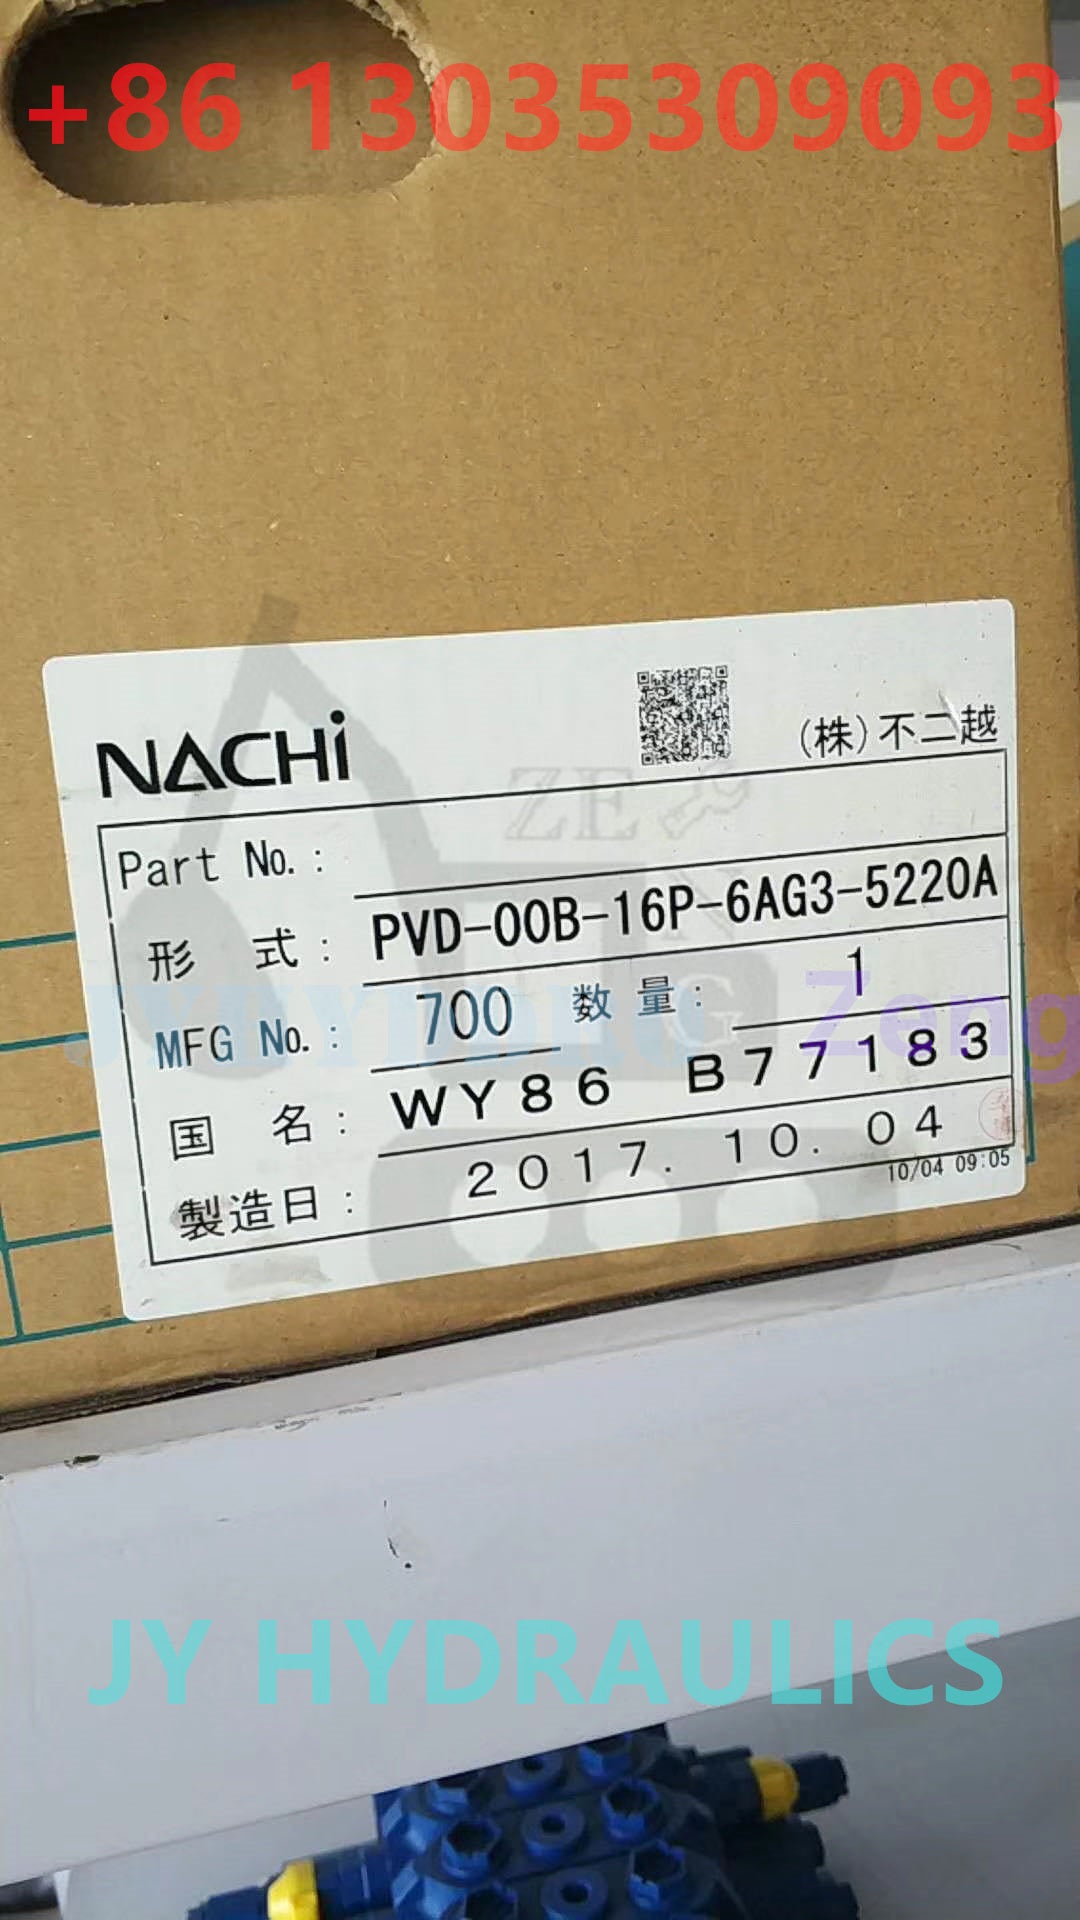 +86 13035309093
NACHi
(株)不二越
Part No. :
形 式 : PVD-00B-16P-6AG3-5220A
MFG No. : 700 数 量 : 1
国 名 : WY86 B77183
製造日 : 2017. 10. 04
10/04 09:05
Zeng
JY HYDRAULICS